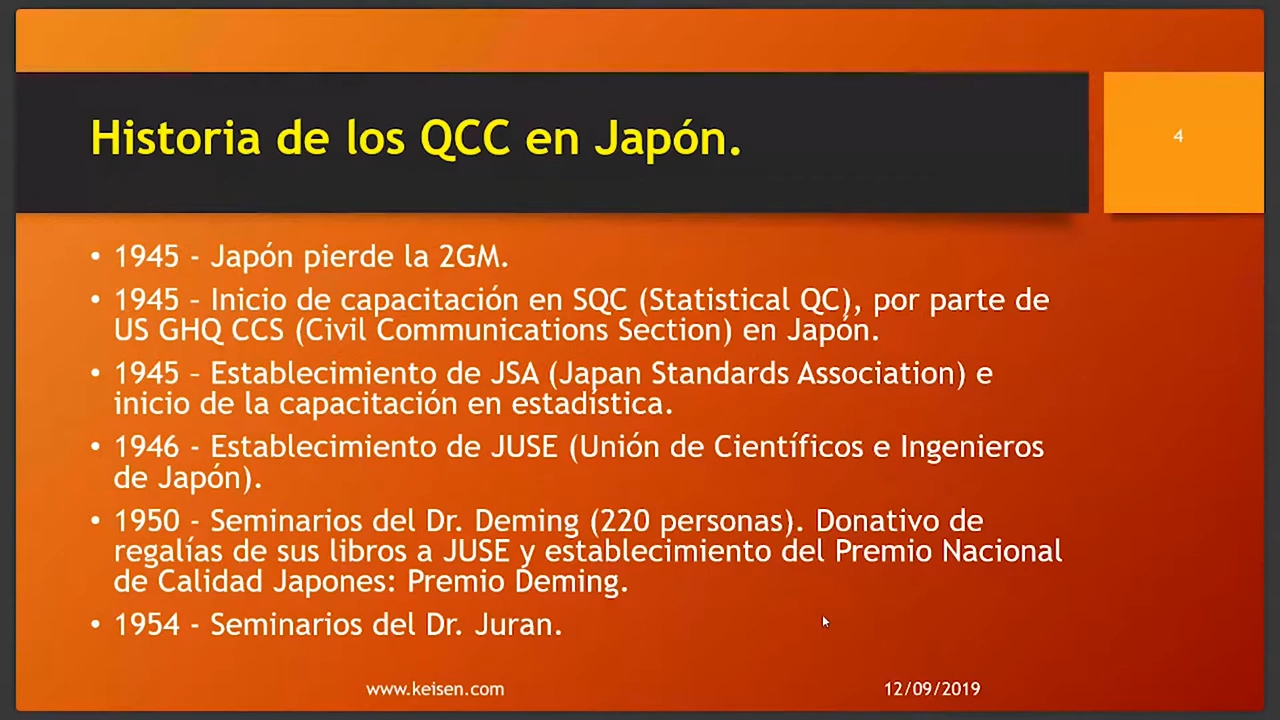 Historia de los QCC en Japón.
4
• 1945 - Japón pierde la 2GM.
• 1945 – Inicio de capacitación en SQC (Statistical QC), por parte de
US GHQ CCS (Civil Communications Section) en Japón.
• 1945 – Establecimiento de JSA (Japan Standards Association) e
inicio de la capacitación en estadística.
• 1946 - Establecimiento de JUSE (Unión de Científicos e Ingenieros
de Japón).
• 1950 - Seminarios del Dr. Deming (220 personas). Donativo de
regalías de sus libros a JUSE y establecimiento del Premio Nacional
de Calidad Japones: Premio Deming.
• 1954 - Seminarios del Dr. Juran.
www.keisen.com
12/09/2019